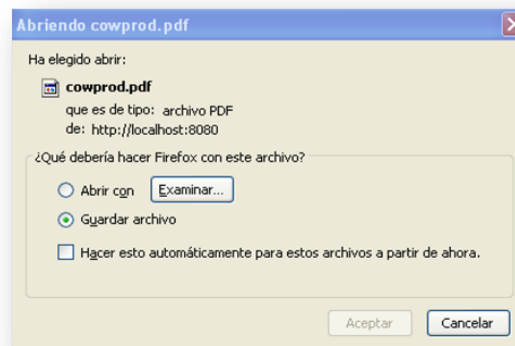 Abriendo cowprod.pdf
Ha elegido abrir:
cowprod.pdf
que es de tipo: archivo PDF
de: http://localhost:8080
¿Qué debería hacer Firefox con este archivo?
Abrir con Examinar...
Guardar archivo
Hacer esto automáticamente para estos archivos a partir de ahora.
Aceptar Cancelar